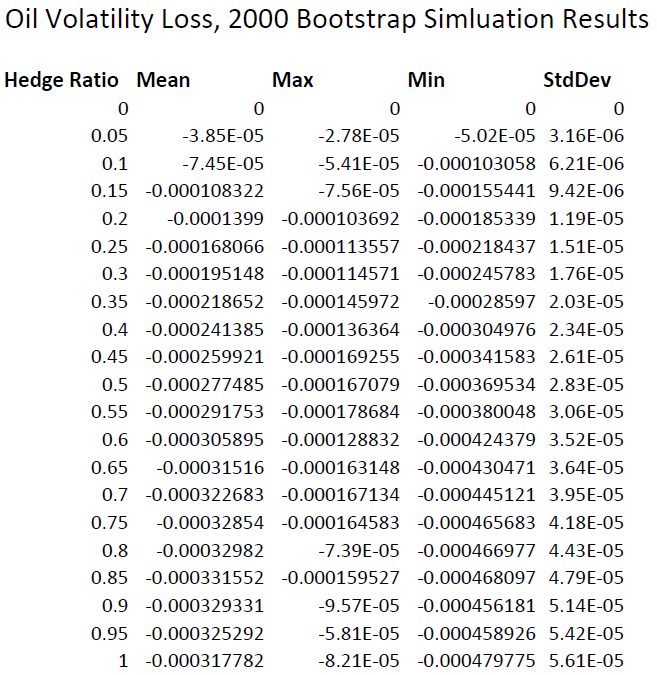 Oil Volatility Loss, 2000 Bootstrap Simluation Results
Hedge Ratio Mean Max Min StdDev
0 0 0 0 0
0.05 -3.85E-05 -2.78E-05 -5.02E-05 3.16E-06
0.1 -7.45E-05 -5.41E-05 -0.000103058 6.21E-06
0.15 -0.000108322 -7.56E-05 -0.000155441 9.42E-06
0.2 -0.0001399 -0.000103692 -0.000185339 1.19E-05
0.25 -0.000168066 -0.000113557 -0.000218437 1.51E-05
0.3 -0.000195148 -0.000114571 -0.000245783 1.76E-05
0.35 -0.000218652 -0.000145972 -0.00028597 2.03E-05
0.4 -0.000241385 -0.000136364 -0.000304976 2.34E-05
0.45 -0.000259921 -0.000169255 -0.000341583 2.61E-05
0.5 -0.000277485 -0.000167079 -0.000369534 2.83E-05
0.55 -0.000291753 -0.000178684 -0.000380048 3.06E-05
0.6 -0.000305895 -0.000128832 -0.000424379 3.52E-05
0.65 -0.00031516 -0.000163148 -0.000430471 3.64E-05
0.7 -0.000322683 -0.000167134 -0.000445121 3.95E-05
0.75 -0.00032854 -0.000164583 -0.000465683 4.18E-05
0.8 -0.00032982 -7.39E-05 -0.000466977 4.43E-05
0.85 -0.000331552 -0.000159527 -0.000468097 4.79E-05
0.9 -0.000329331 -9.57E-05 -0.000456181 5.14E-05
0.95 -0.000325292 -5.81E-05 -0.000458926 5.42E-05
1 -0.000317782 -8.21E-05 -0.000479775 5.61E-05